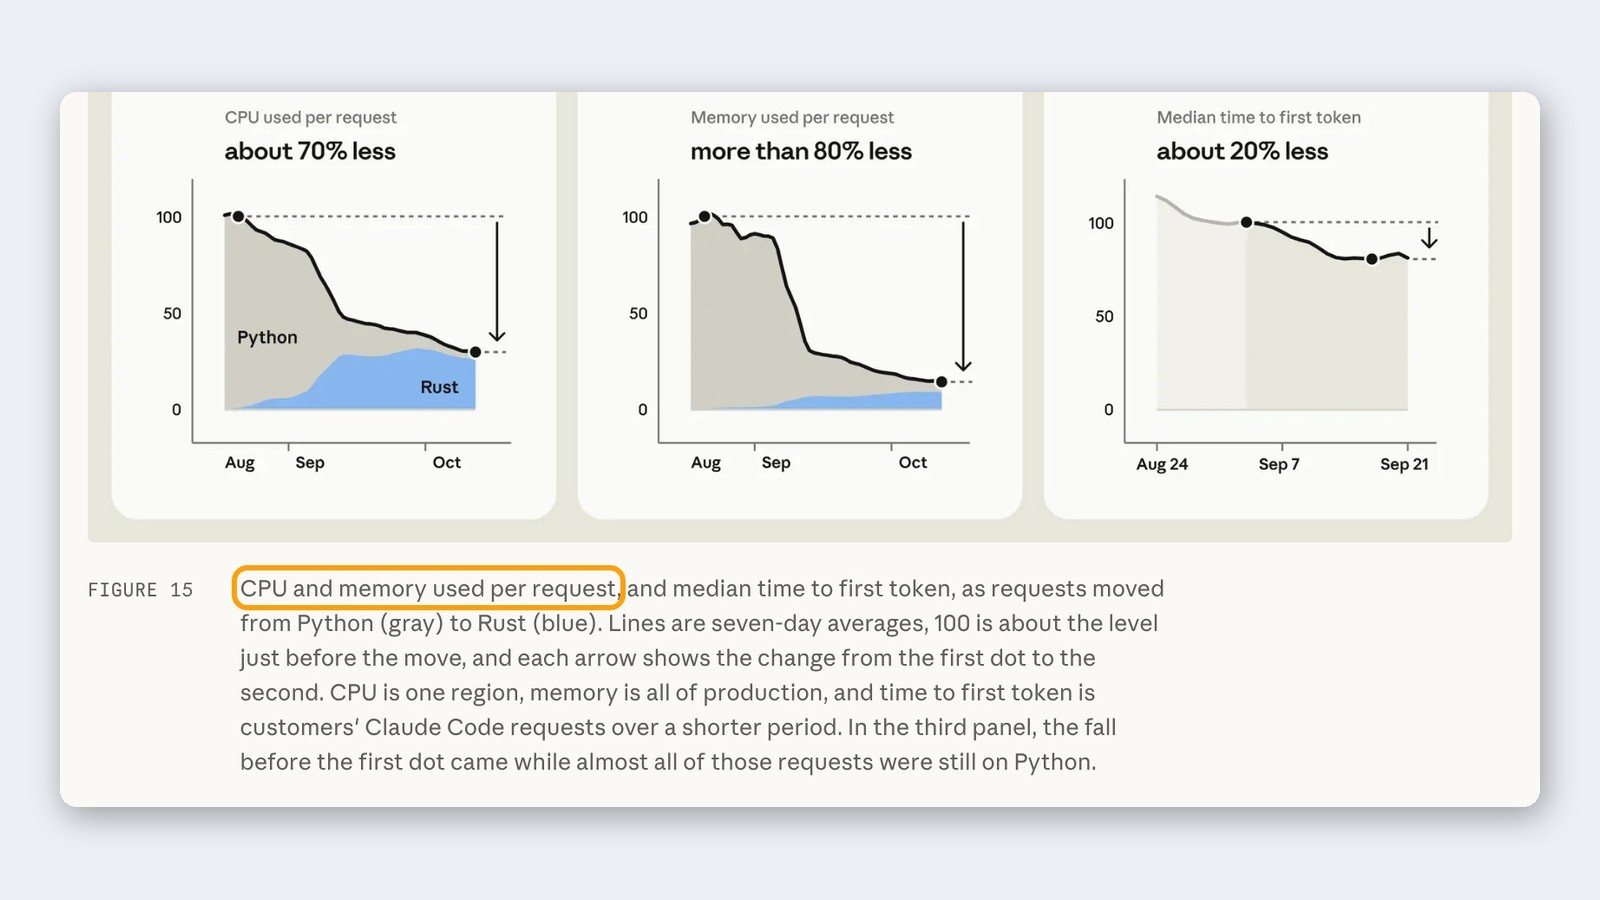 CPU used per request
about 70% less
100
50
0
Python
Rust
Aug
Sep
Oct
Memory used per request
more than 80% less
100
50
0
Aug
Sep
Oct
Median time to first token
about 20% less
100
50
0
Aug 24
Sep 7
Sep 21
FIGURE 15
CPU and memory used per request, and median time to first token, as requests moved
from Python (gray) to Rust (blue). Lines are seven-day averages, 100 is about the level
just before the move, and each arrow shows the change from the first dot to the
second. CPU is one region, memory is all of production, and time to first token is
customers' Claude Code requests over a shorter period. In the third panel, the fall
before the first dot came while almost all of those requests were still on Python.